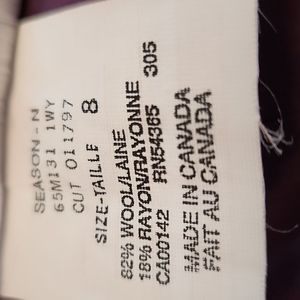 SEASON - N
65M131 1WY
CUT 011797
SIZE-TAILLE 8
82% WOOL/LAINE
18% RAYON/RAYONNE
CA00142 RN54365 305
MADE IN CANADA
FAIT AU CANADA